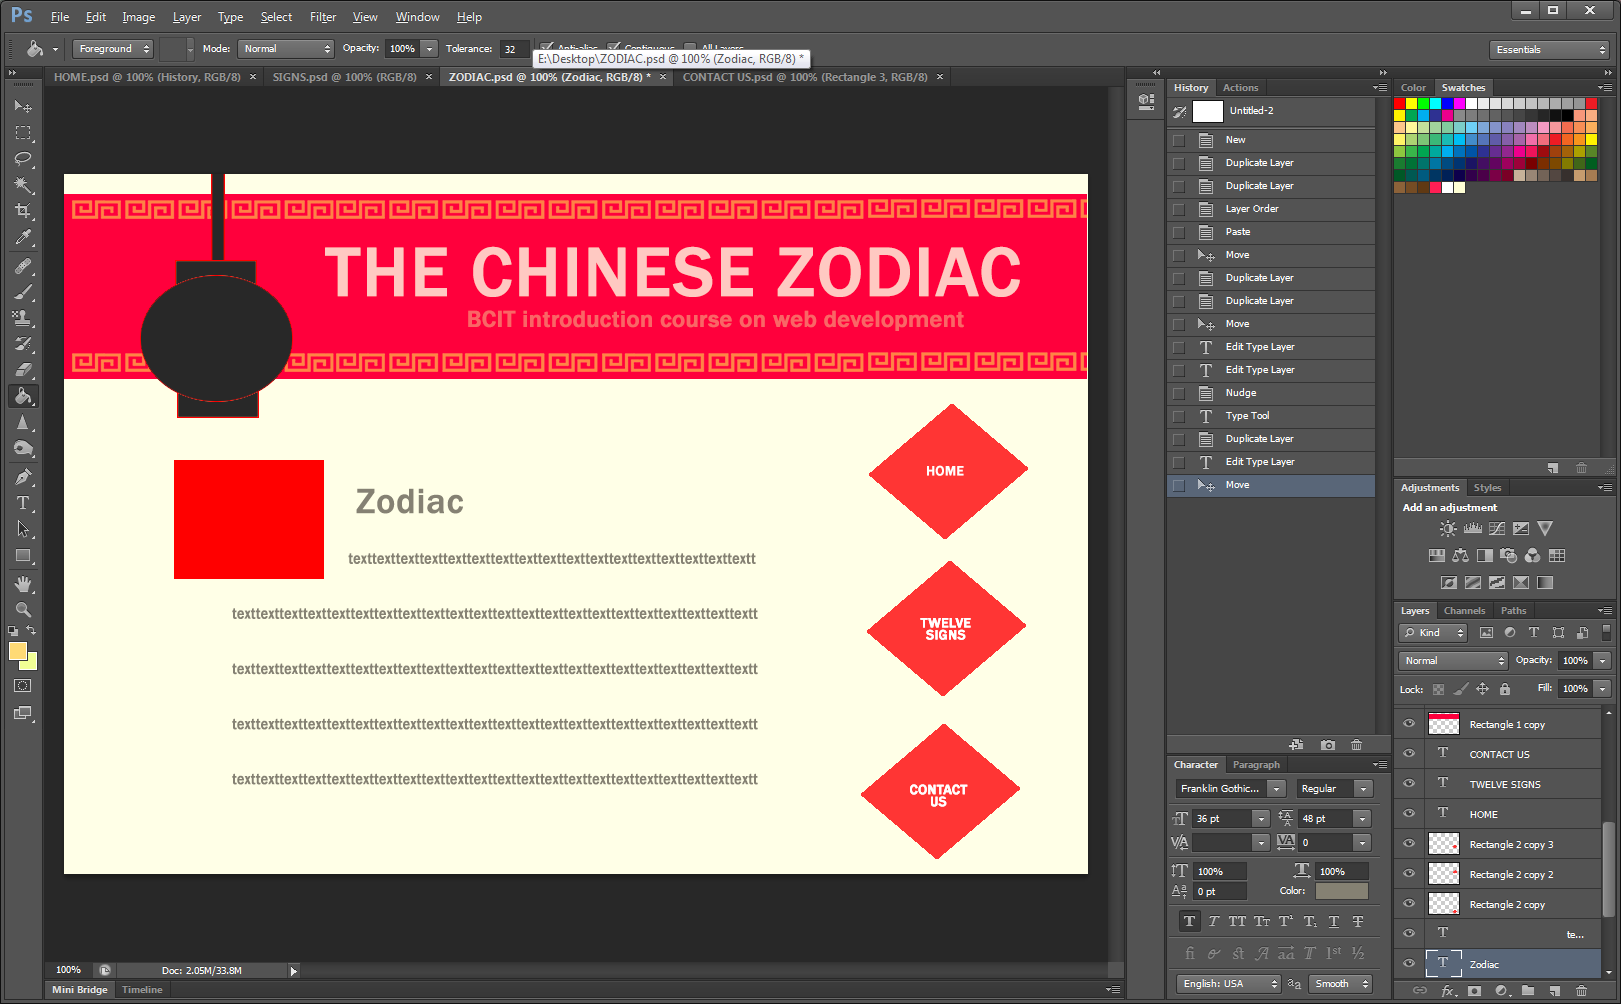 Ps File Edit Image Layer Type Select Filter View Window Help
Foreground Mode: Normal Opacity: 100% Tolerance: 32 Anti-alias Contiguous All Layers Essentials
E:\Desktop\ZODIAC.psd @ 100% (Zodiac, RGB/8) *
HOME.psd @ 100% (History, RGB/8) × SIGNS.psd @ 100% (RGB/8) × ZODIAC.psd @ 100% (Zodiac, RGB/8) * × CONTACT US.psd @ 100% (Rectangle 3, RGB/8) ×
THE CHINESE ZODIAC
BCIT introduction course on web development
Zodiac
texttexttexttexttexttexttexttexttexttexttexttexttexttexttexttexttextt
texttexttexttexttexttexttexttexttexttexttexttexttexttexttexttexttexttexttexttexttexttextt
texttexttexttexttexttexttexttexttexttexttexttexttexttexttexttexttexttexttexttexttexttextt
texttexttexttexttexttexttexttexttexttexttexttexttexttexttexttexttexttexttexttexttexttextt
texttexttexttexttexttexttexttexttexttexttexttexttexttexttexttexttexttexttexttexttexttextt
HOME
TWELVE
SIGNS
CONTACT
US
100% Doc: 2.05M/33.8M
Mini Bridge Timeline
History Actions
Untitled-2
New
Duplicate Layer
Duplicate Layer
Layer Order
Paste
Move
Duplicate Layer
Duplicate Layer
Move
Edit Type Layer
Edit Type Layer
Nudge
Type Tool
Duplicate Layer
Edit Type Layer
Move
Character Paragraph
Franklin Gothic... Regular
36 pt 48 pt
0
100% 100%
0 pt Color:
English: USA aa Smooth
Color Swatches
Adjustments Styles
Add an adjustment
Layers Channels Paths
Kind
Normal Opacity: 100%
Lock: Fill: 100%
Rectangle 1 copy
CONTACT US
TWELVE SIGNS
HOME
Rectangle 2 copy 3
Rectangle 2 copy 2
Rectangle 2 copy
te...
Zodiac